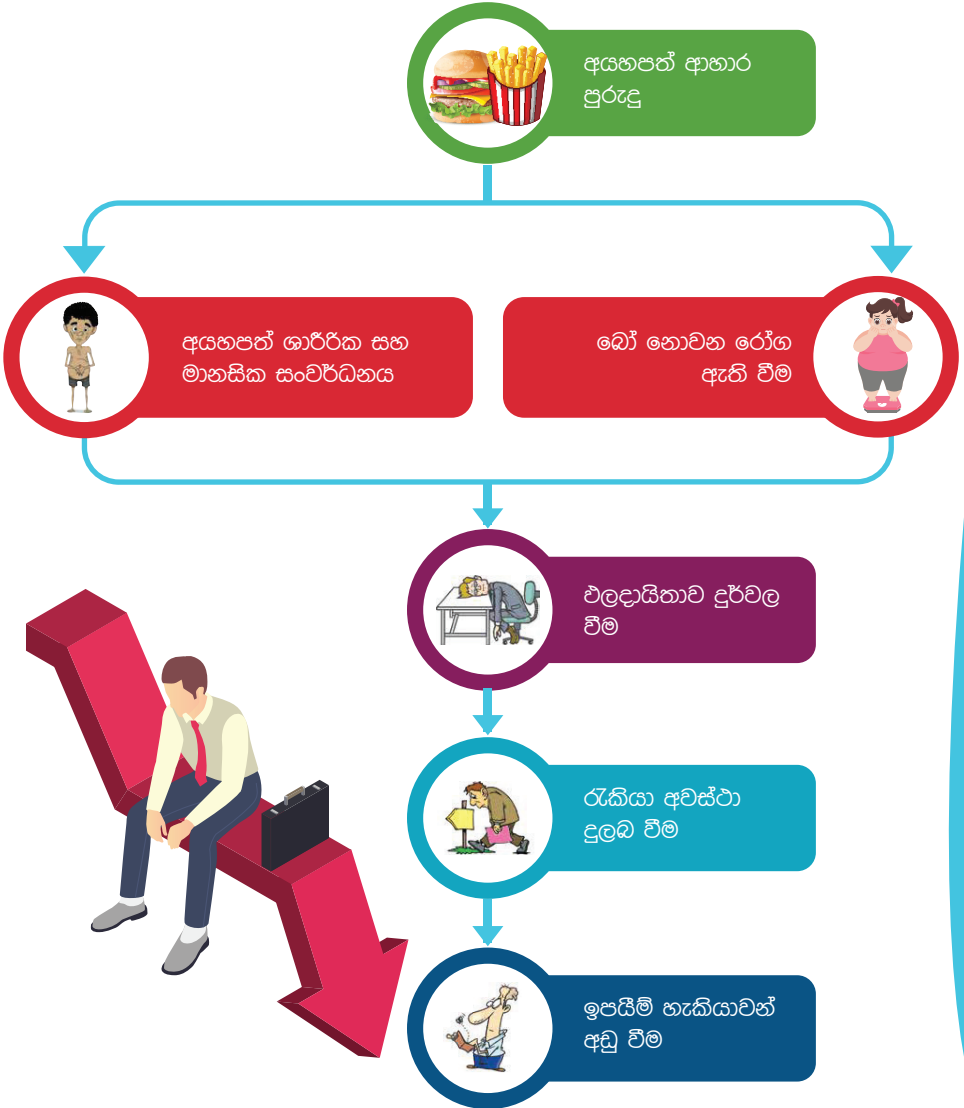 අයහපත් ආහාර
පුරුදු
අයහපත් ශාරීරික සහ
මානසික සංවර්ධනය
බෝ නොවන රෝග
ඇති වීම
ඵලදායිතාව දුර්වල
වීම
රැකියා අවස්ථා
දුලබ වීම
ඉපයීම් හැකියාවන්
අඩු වීම